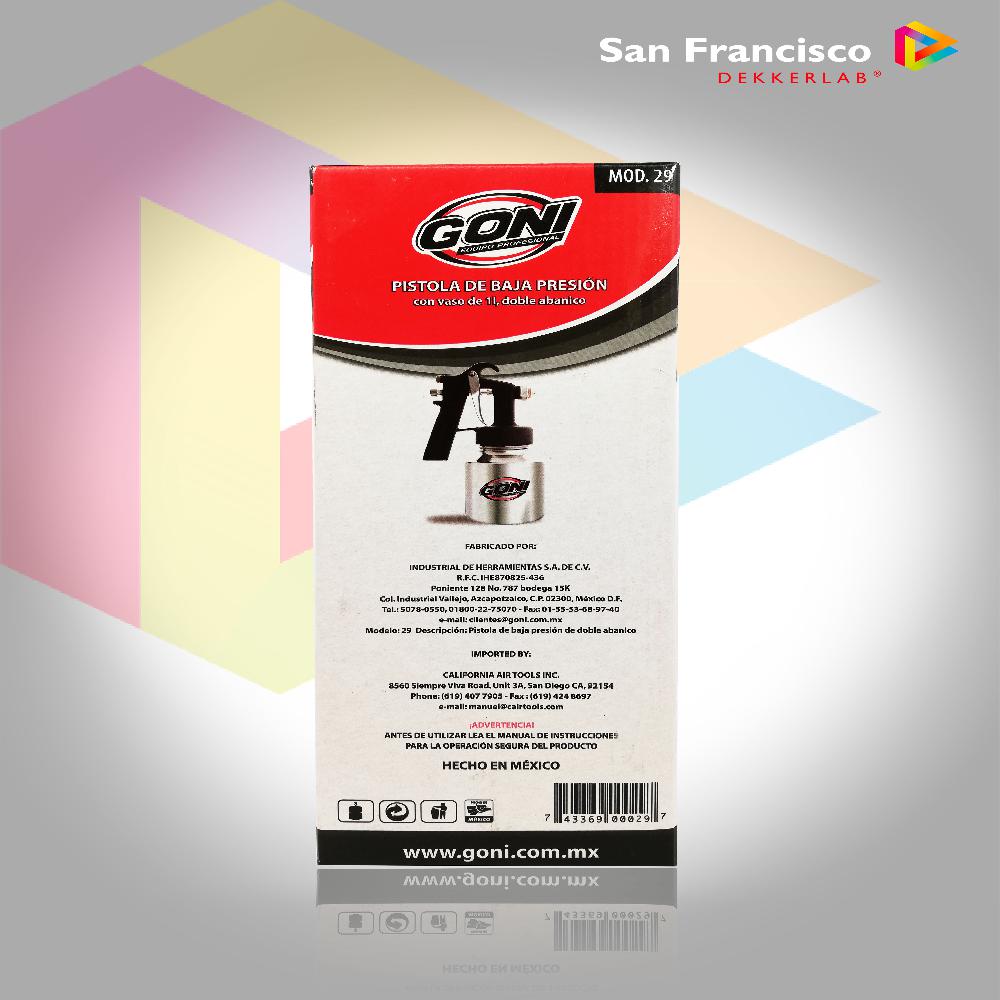 San Francisco
DEKKERLAB®
MOD. 29
GONI
EQUIPO PROFESIONAL
PISTOLA DE BAJA PRESIÓN
con vaso de 1l, doble abanico
GONI
FABRICADO POR:
INDUSTRIAL DE HERRAMIENTAS S.A. DE C.V.
R.F.C. IHE870825-436
Poniente 128 No. 787 bodega 15K
Col. Industrial Vallejo, Azcapotzalco, C.P. 02300, México D.F.
Tel.: 5078-0550, 01800-22-75070 - Fax: 01-55-53-68-97-40
e-mail: clientes@goni.com.mx
Modelo: 29 Descripción: Pistola de baja presión de doble abanico
IMPORTED BY:
CALIFORNIA AIR TOOLS INC.
8560 Siempre Viva Road, Unit 3A, San Diego CA, 92154
Phone: (619) 407 7905 - Fax : (619) 424 8697
e-mail: manuel@cairtools.com
¡ADVERTENCIA!
ANTES DE UTILIZAR LEA EL MANUAL DE INSTRUCCIONES
PARA LA OPERACIÓN SEGURA DEL PRODUCTO
HECHO EN MÉXICO
3
HECHO EN
MÉXICO
7 43369 00029 7
www.goni.com.mx